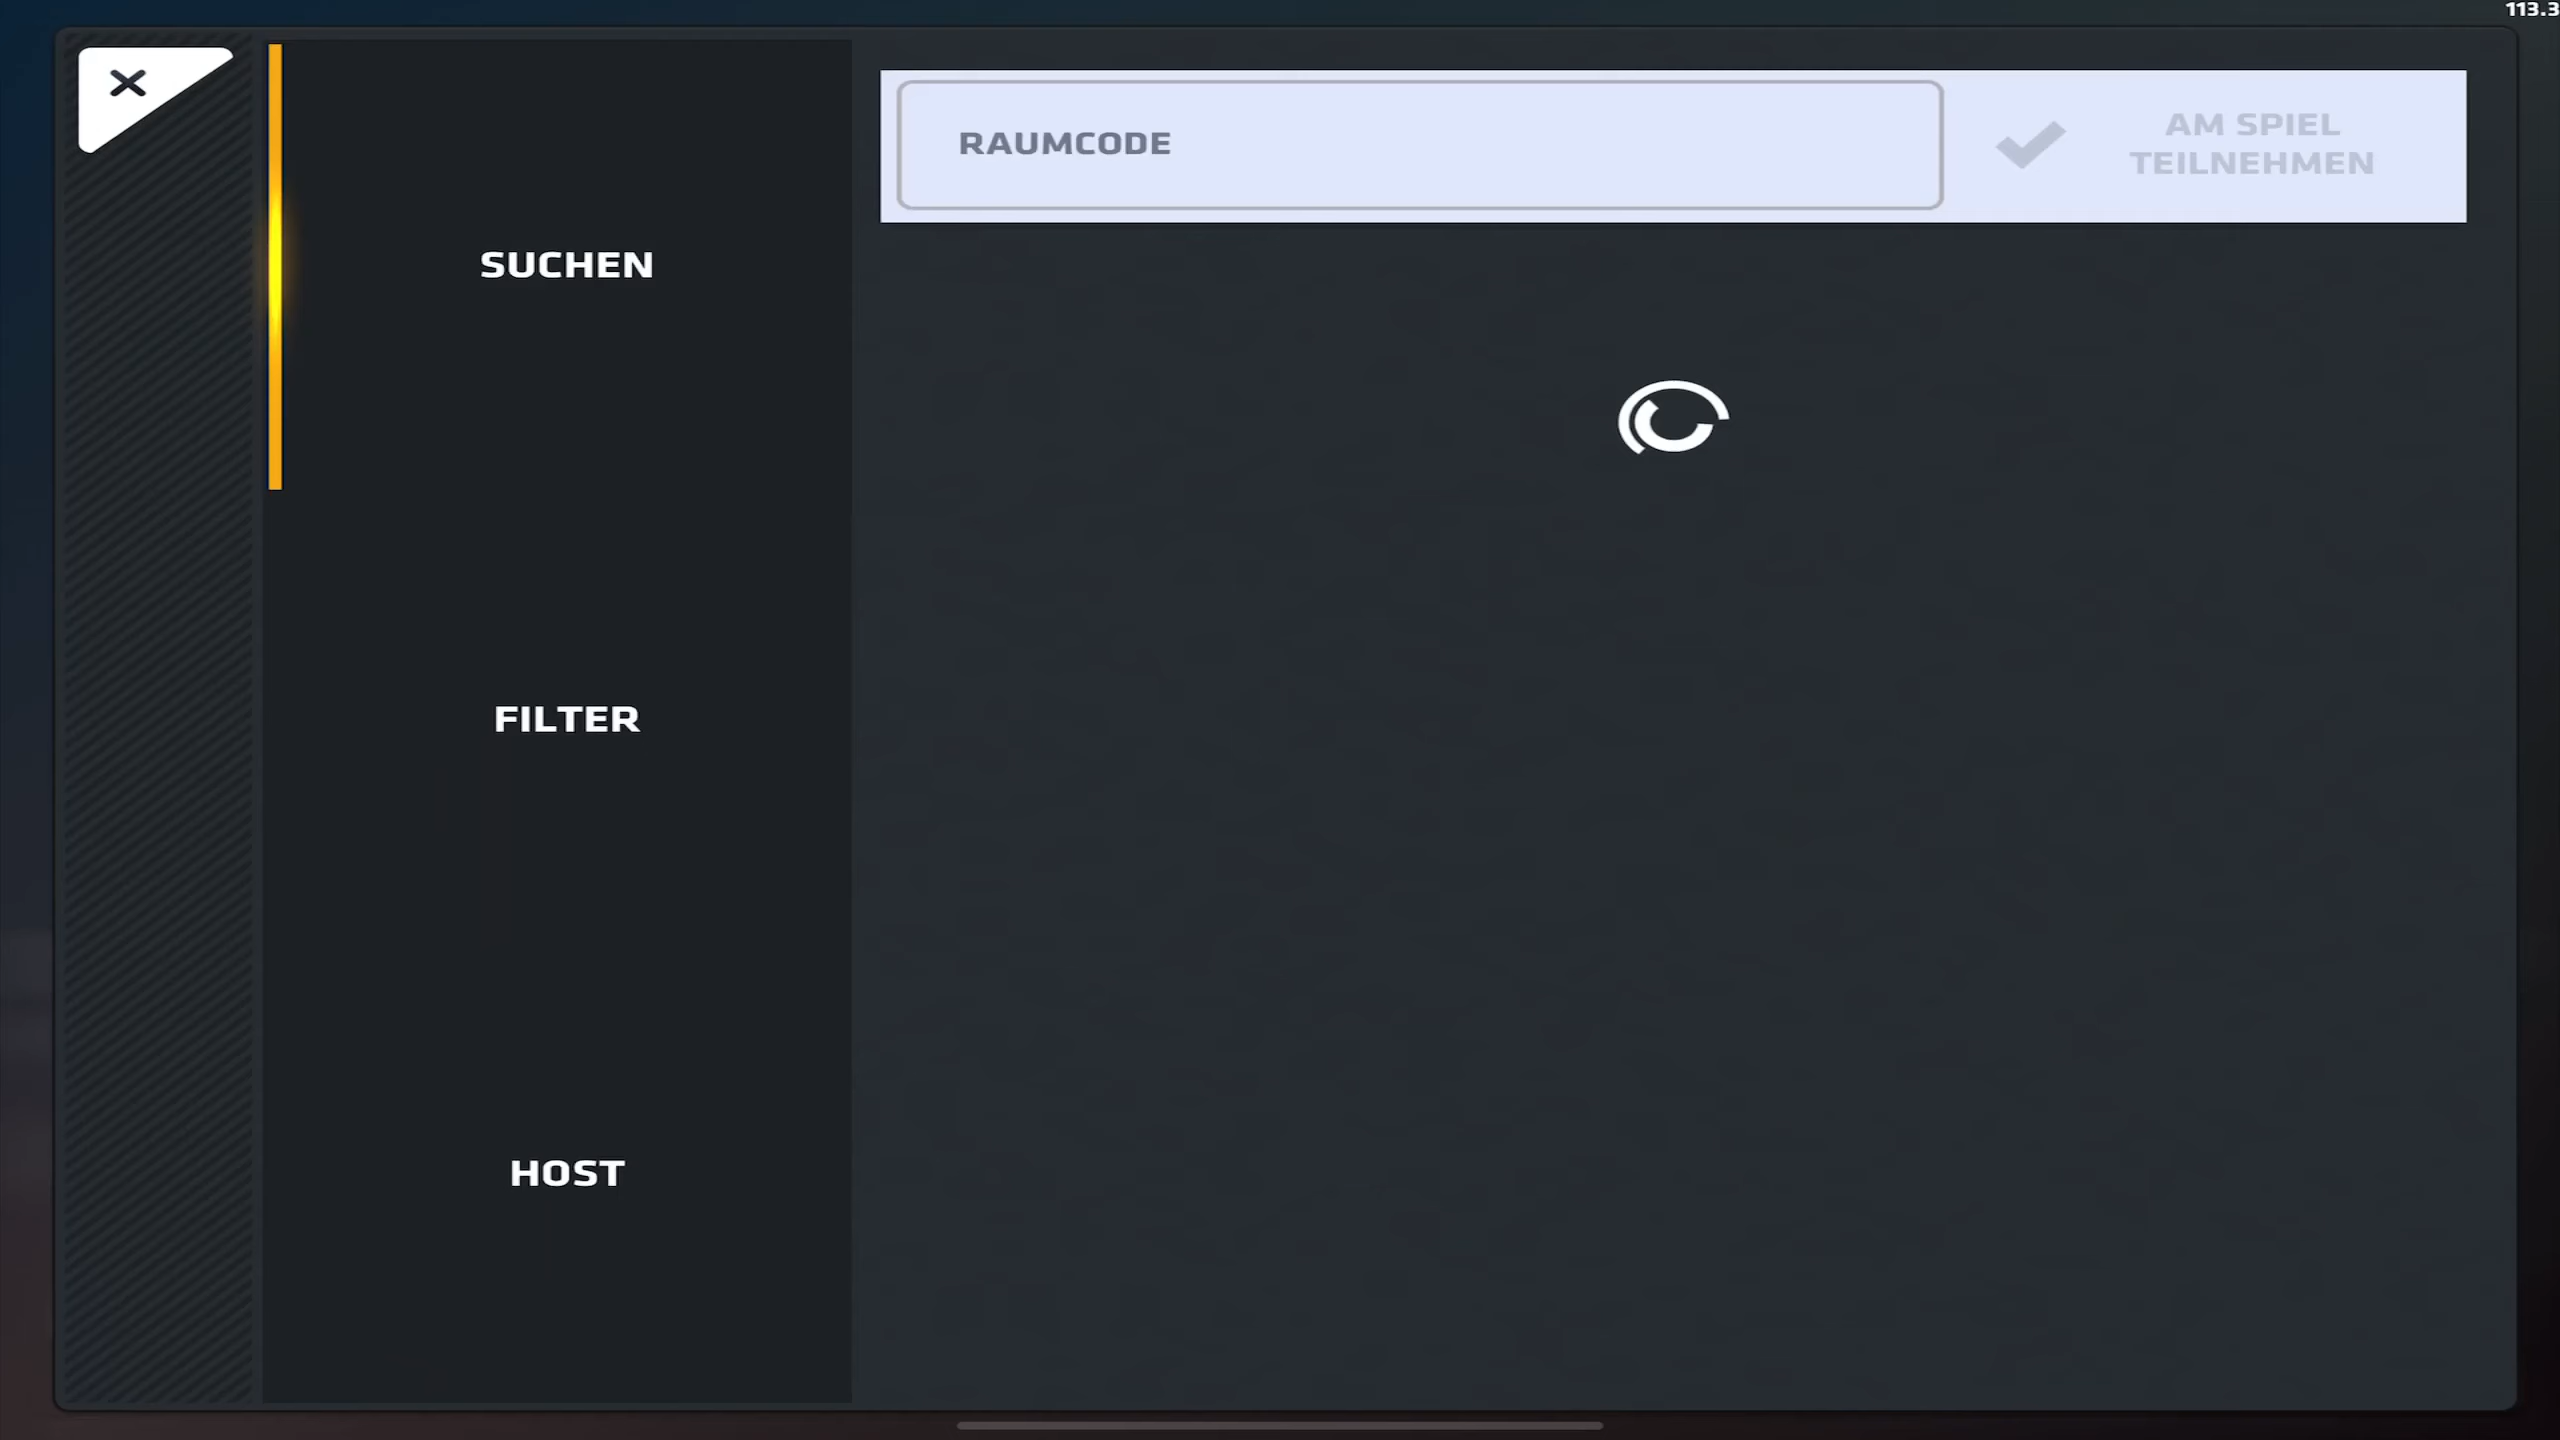 113.3
RAUMCODE
AM SPIEL
TEILNEHMEN
SUCHEN
FILTER
HOST